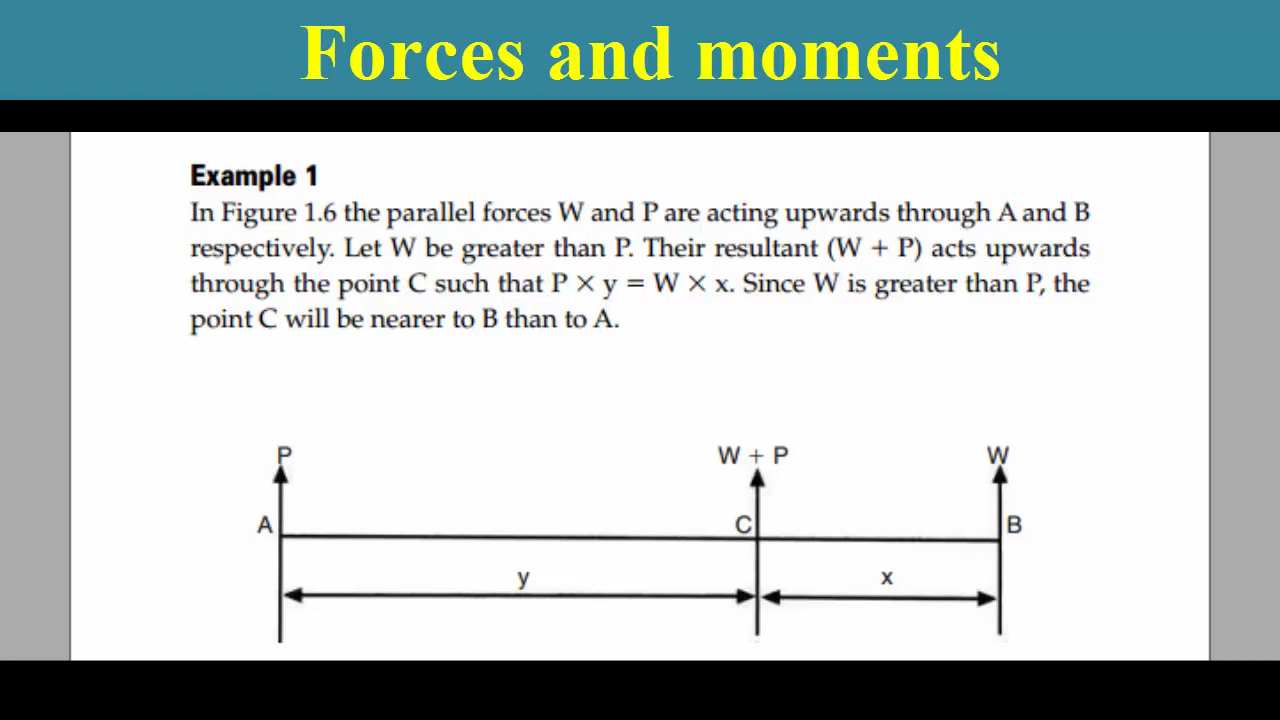 Forces and moments
Example 1
In Figure 1.6 the parallel forces W and P are acting upwards through A and B
respectively. Let W be greater than P. Their resultant (W + P) acts upwards
through the point C such that P × y = W × x. Since W is greater than P, the
point C will be nearer to B than to A.
P W + P W
A C B
y x